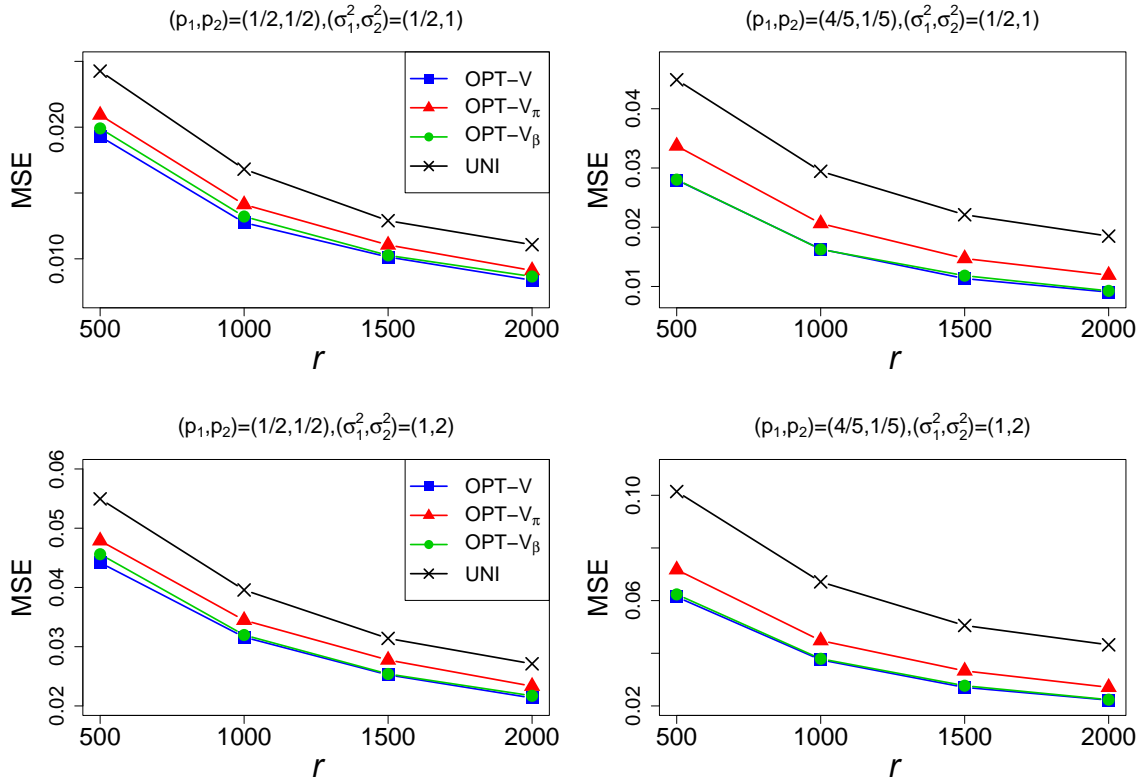 (p₁,p₂)=(1/2,1/2),(σ₁²,σ₂²)=(1/2,1)
MSE
0.020
0.010
OPT−V
OPT−Vπ
OPT−Vβ
UNI
500 1000 1500 2000
r
(p₁,p₂)=(4/5,1/5),(σ₁²,σ₂²)=(1/2,1)
MSE
0.04
0.03
0.02
0.01
500 1000 1500 2000
r
(p₁,p₂)=(1/2,1/2),(σ₁²,σ₂²)=(1,2)
MSE
0.06
0.05
0.04
0.03
0.02
OPT−V
OPT−Vπ
OPT−Vβ
UNI
500 1000 1500 2000
r
(p₁,p₂)=(4/5,1/5),(σ₁²,σ₂²)=(1,2)
MSE
0.10
0.06
0.02
500 1000 1500 2000
r